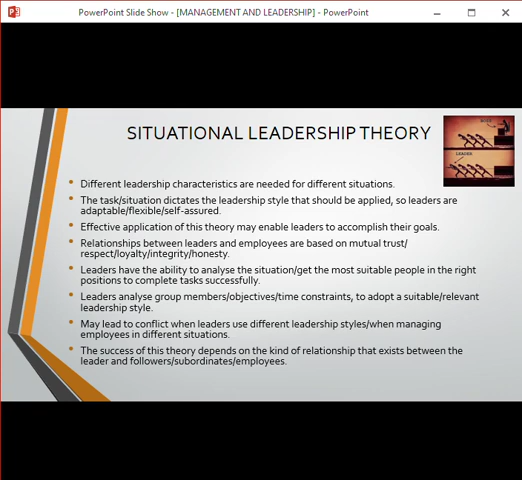 PowerPoint Slide Show - [MANAGEMENT AND LEADERSHIP] - PowerPoint
SITUATIONAL LEADERSHIP THEORY
BOSS
LEADER
• Different leadership characteristics are needed for different situations.
• The task/situation dictates the leadership style that should be applied, so leaders are
adaptable/flexible/self-assured.
• Effective application of this theory may enable leaders to accomplish their goals.
• Relationships between leaders and employees are based on mutual trust/
respect/loyalty/integrity/honesty.
• Leaders have the ability to analyse the situation/get the most suitable people in the right
positions to complete tasks successfully.
• Leaders analyse group members/objectives/time constraints, to adopt a suitable/relevant
leadership style.
• May lead to conflict when leaders use different leadership styles/when managing
employees in different situations.
• The success of this theory depends on the kind of relationship that exists between the
leader and followers/subordinates/employees.